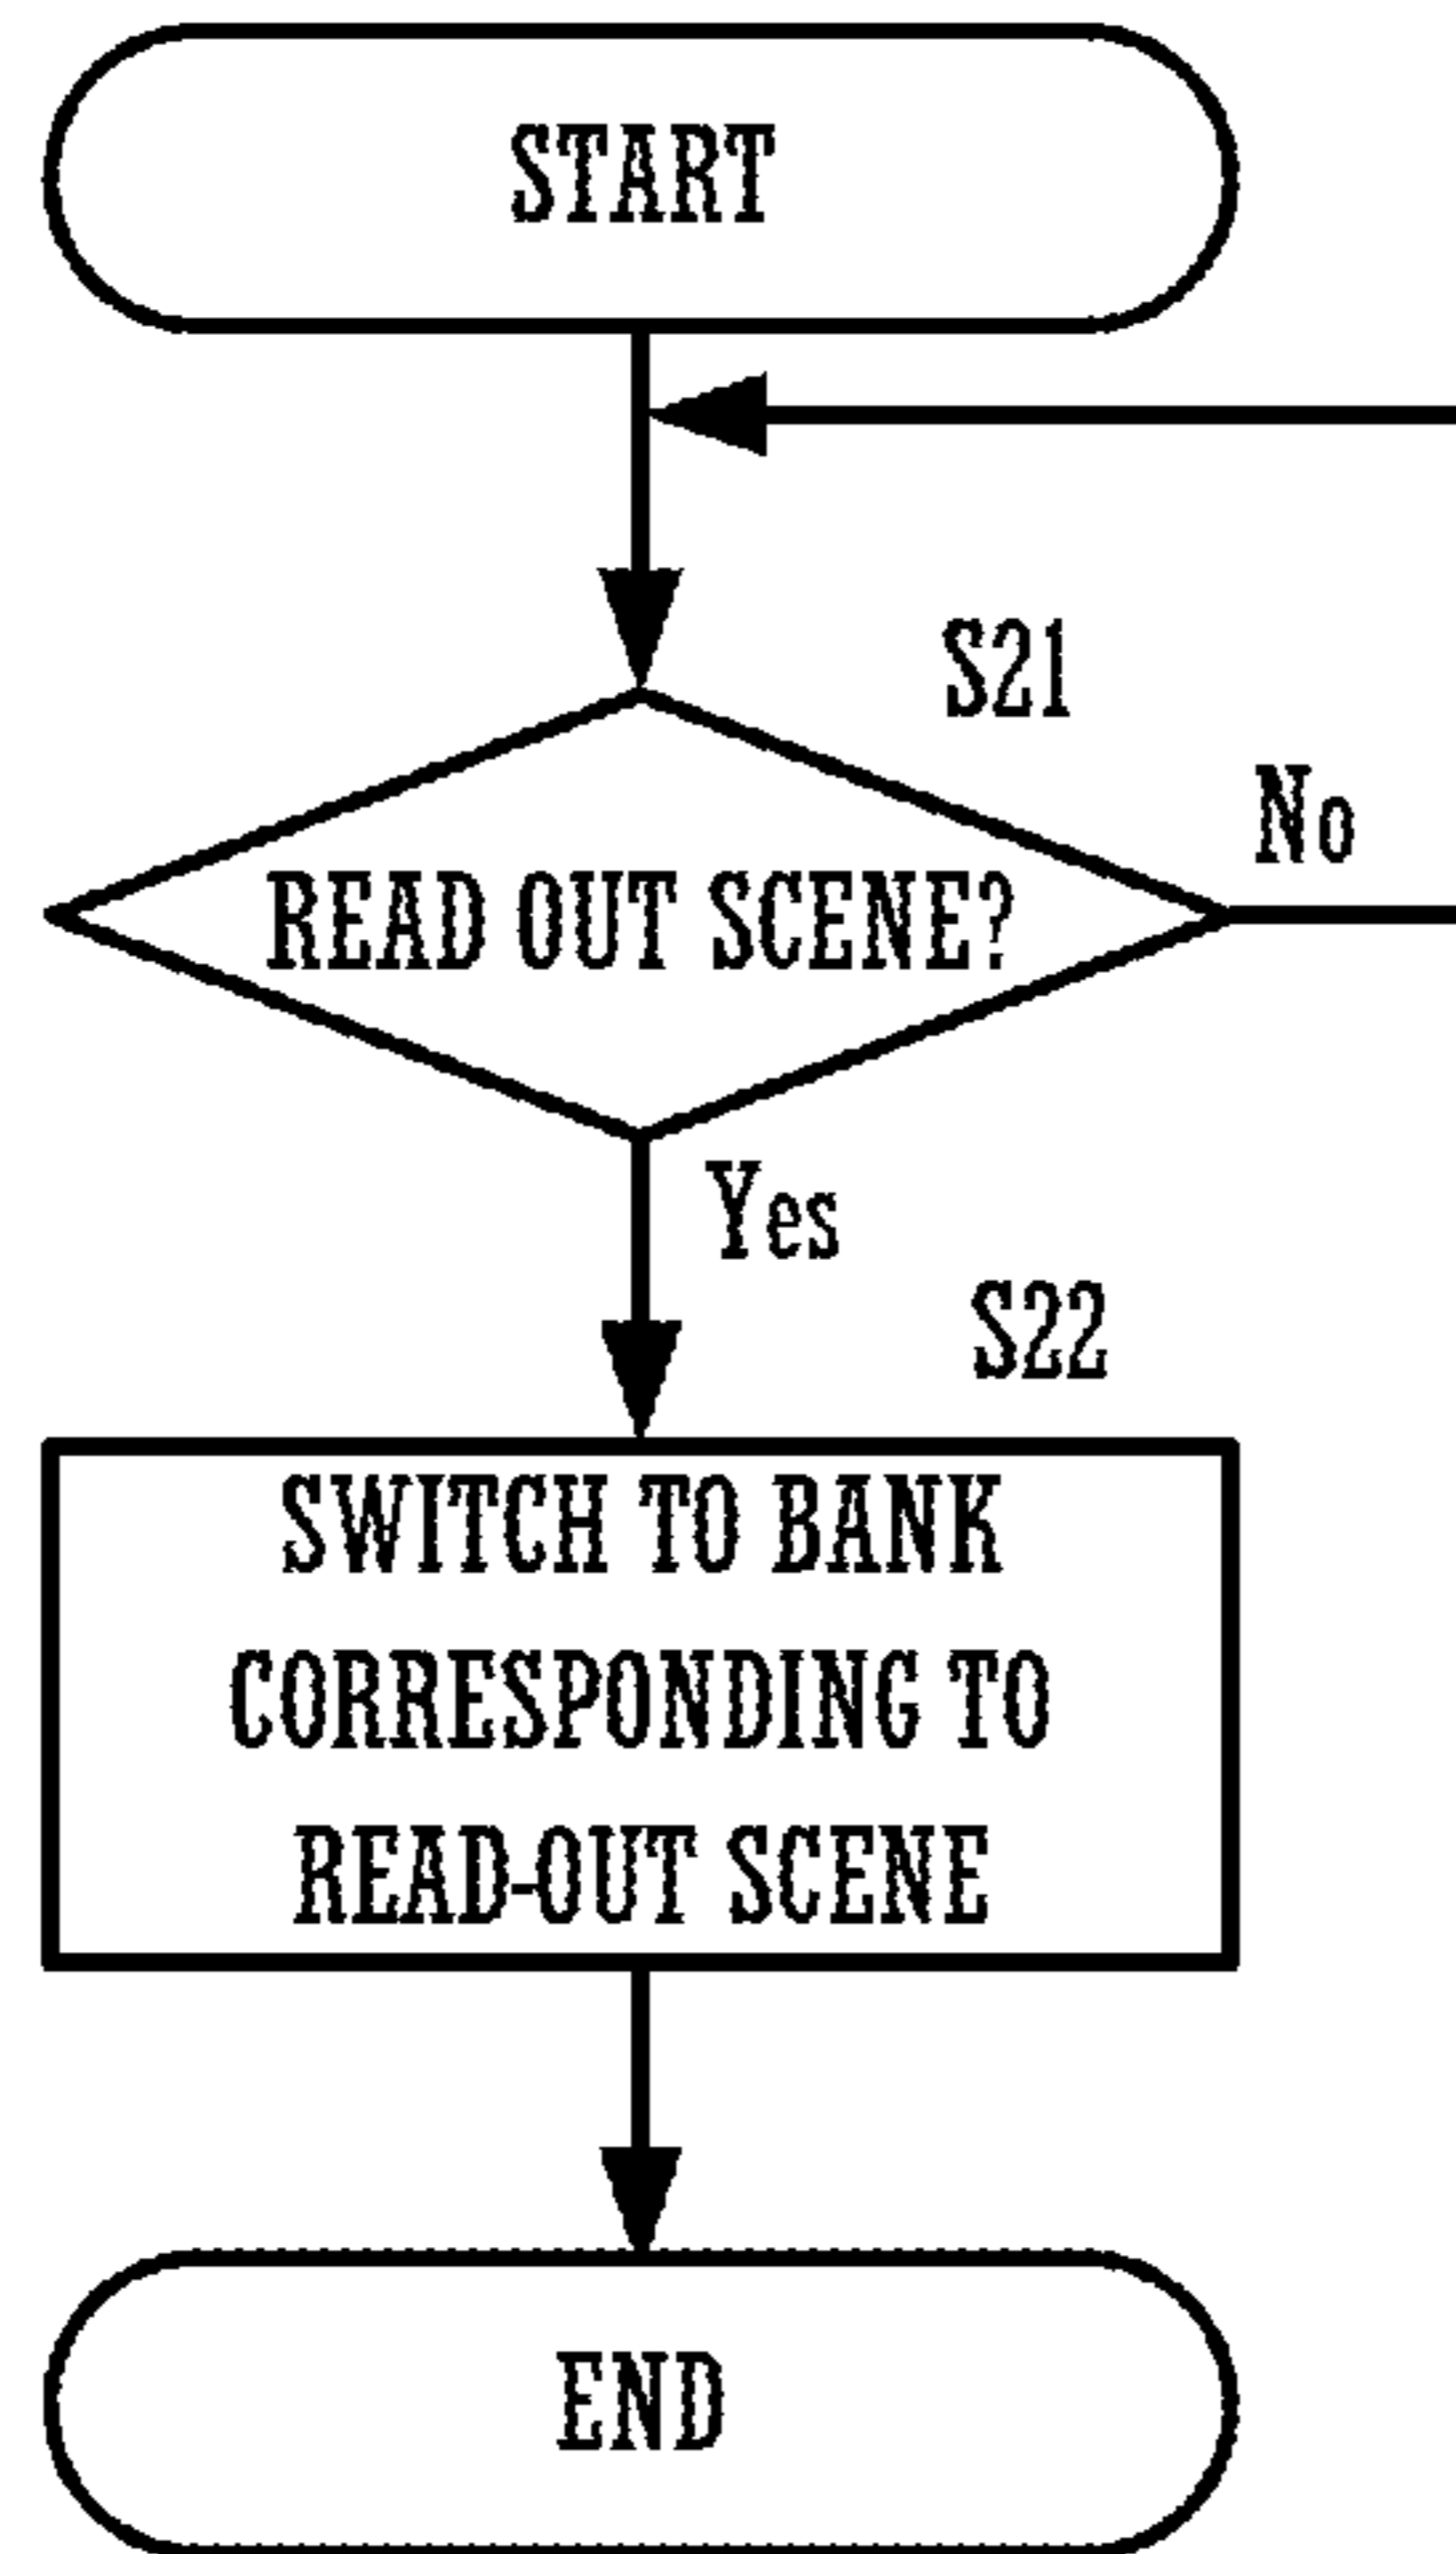 START
S21
No
READ OUT SCENE?
Yes
S22
SWITCH TO BANK
CORRESPONDING TO
READ-OUT SCENE
END